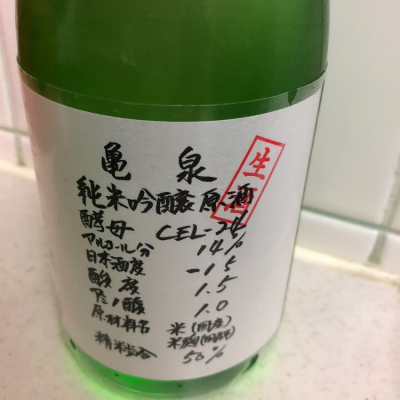 亀泉
生酒
純米吟醸原酒
酵母 CEL-24
アルコール分 14%
日本酒度 -15
酸度 1.5
アミノ酸 1.0
原材料名 米(国産)
米麹(国産米)
精米歩合 50%